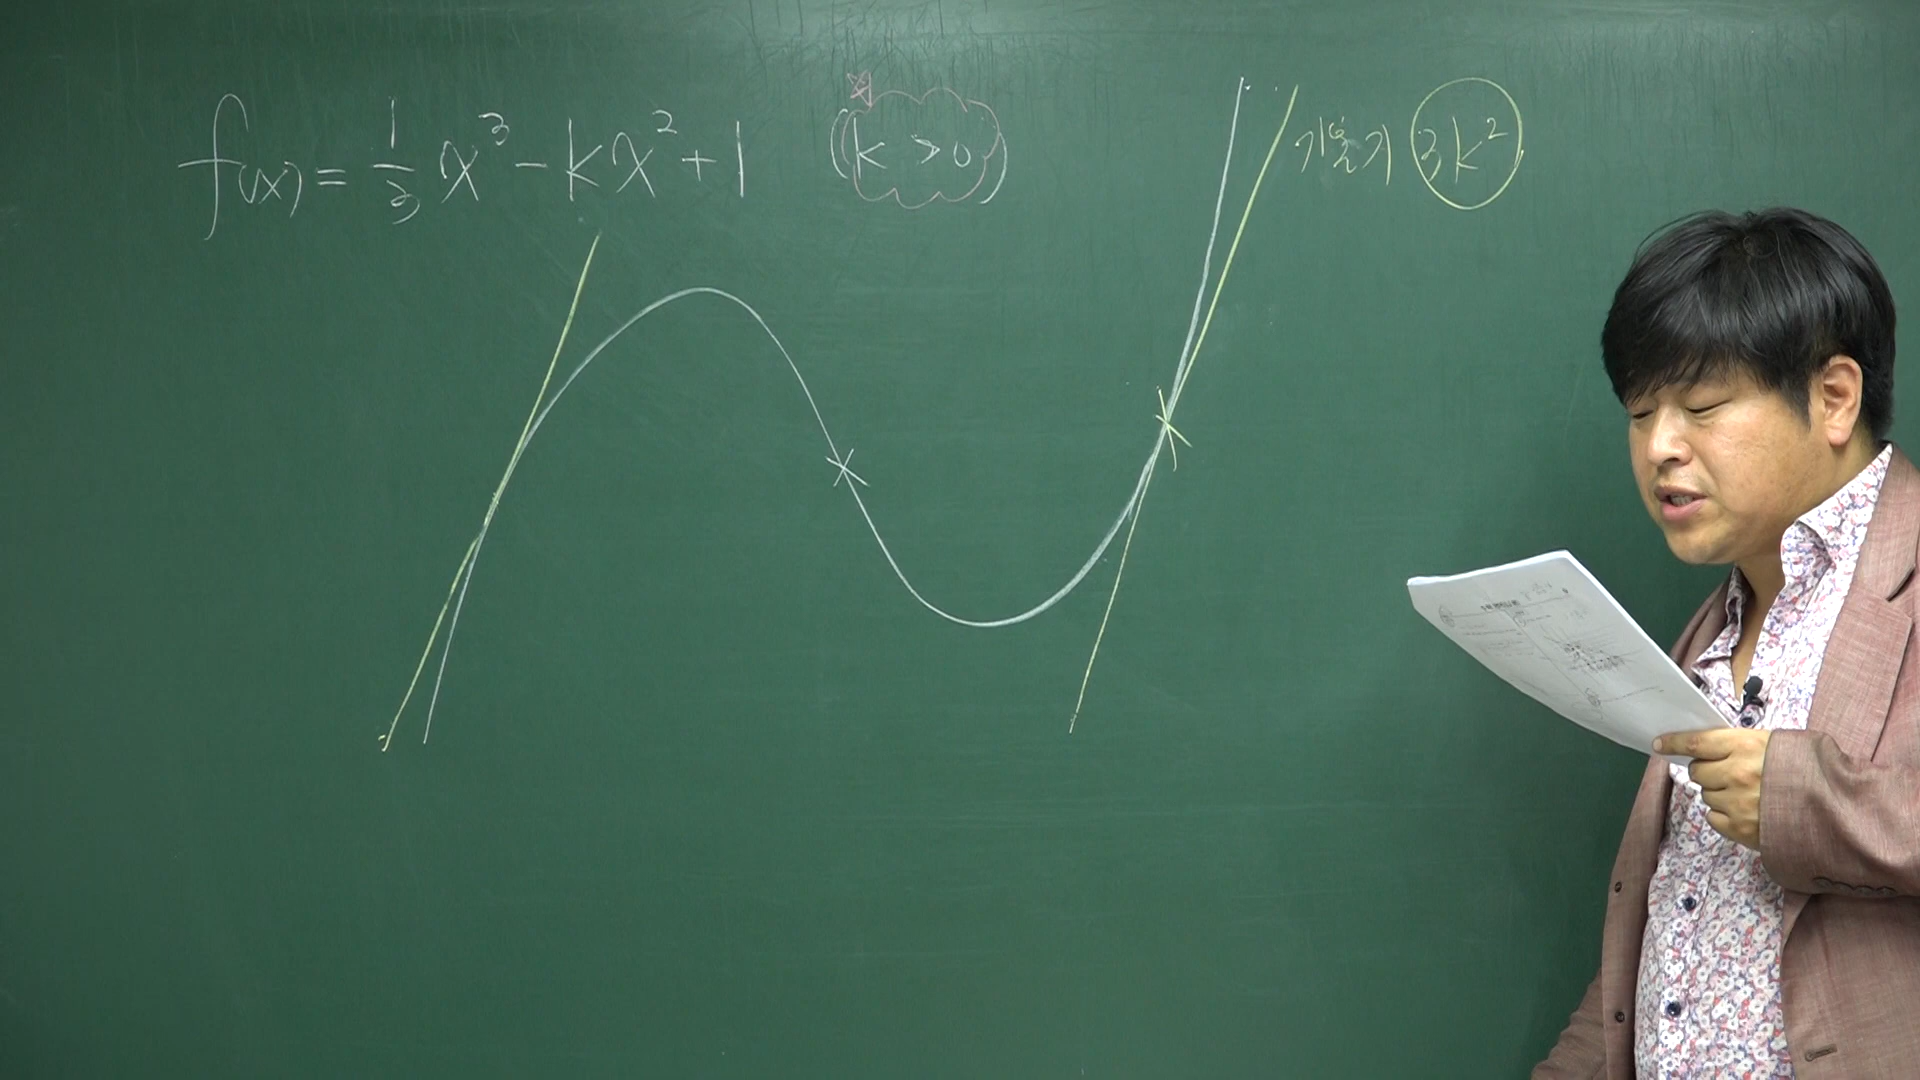 f(x) = 1/3 x³ - kx² + 1 (k > 0)
기울기 3k²